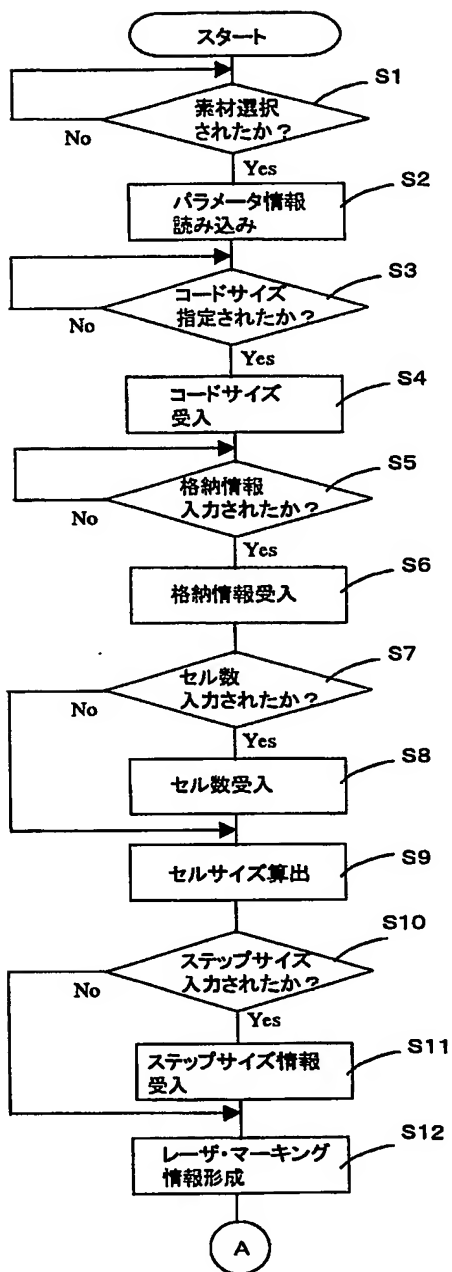 スタート
S1
素材選択
されたか？
No
Yes
S2
パラメータ情報
読み込み
S3
コードサイズ
指定されたか？
No
Yes
S4
コードサイズ
受入
S5
格納情報
入力されたか？
No
Yes
S6
格納情報受入
S7
セル数
入力されたか？
No
Yes
S8
セル数受入
S9
セルサイズ算出
S10
ステップサイズ
入力されたか？
No
Yes
S11
ステップサイズ情報
受入
S12
レーザ・マーキング
情報形成
A